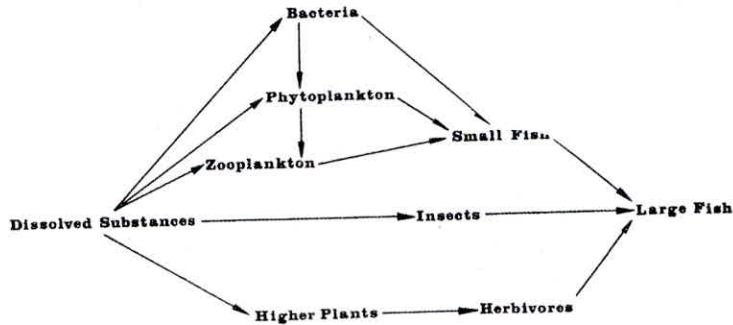 Bacteria
Phytoplankton
Small Fish
Zooplankton
Dissolved Substances
Insects
Large Fish
Higher Plants
Herbivores